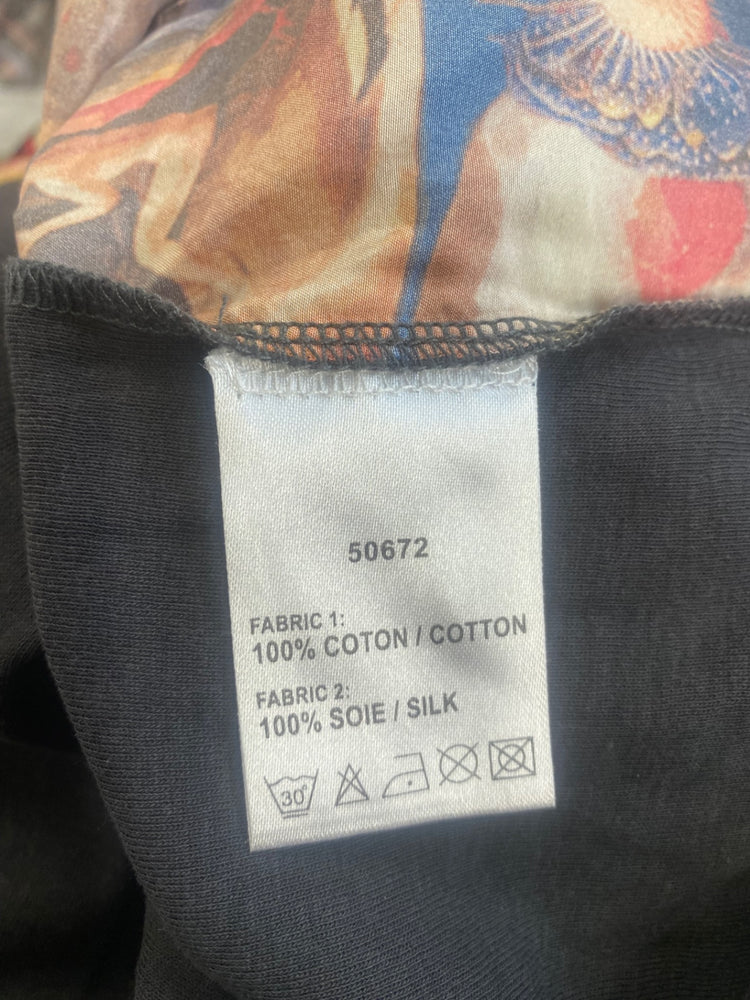 50672
FABRIC 1:
100% COTON / COTTON
FABRIC 2:
100% SOIE / SILK
30°